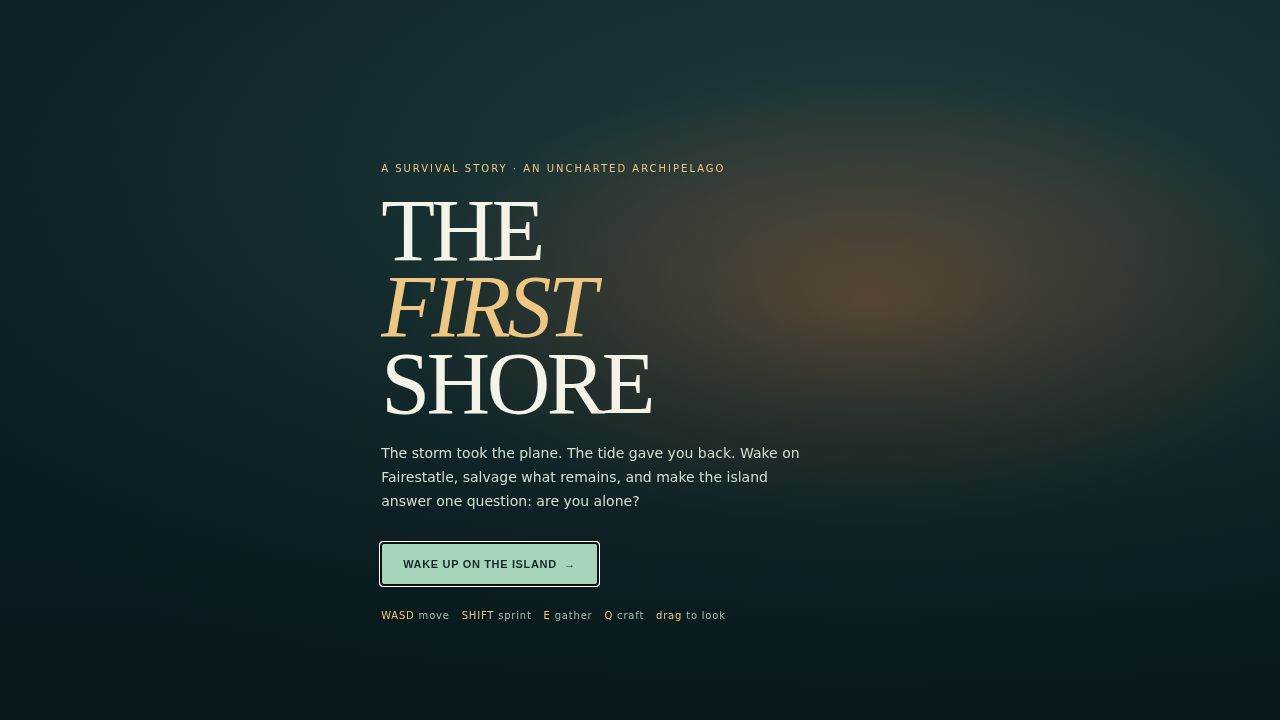 A SURVIVAL STORY · AN UNCHARTED ARCHIPELAGO
THE
FIRST
SHORE
The storm took the plane. The tide gave you back. Wake on
Fairestatle, salvage what remains, and make the island
answer one question: are you alone?
WAKE UP ON THE ISLAND →
WASD move SHIFT sprint E gather Q craft drag to look